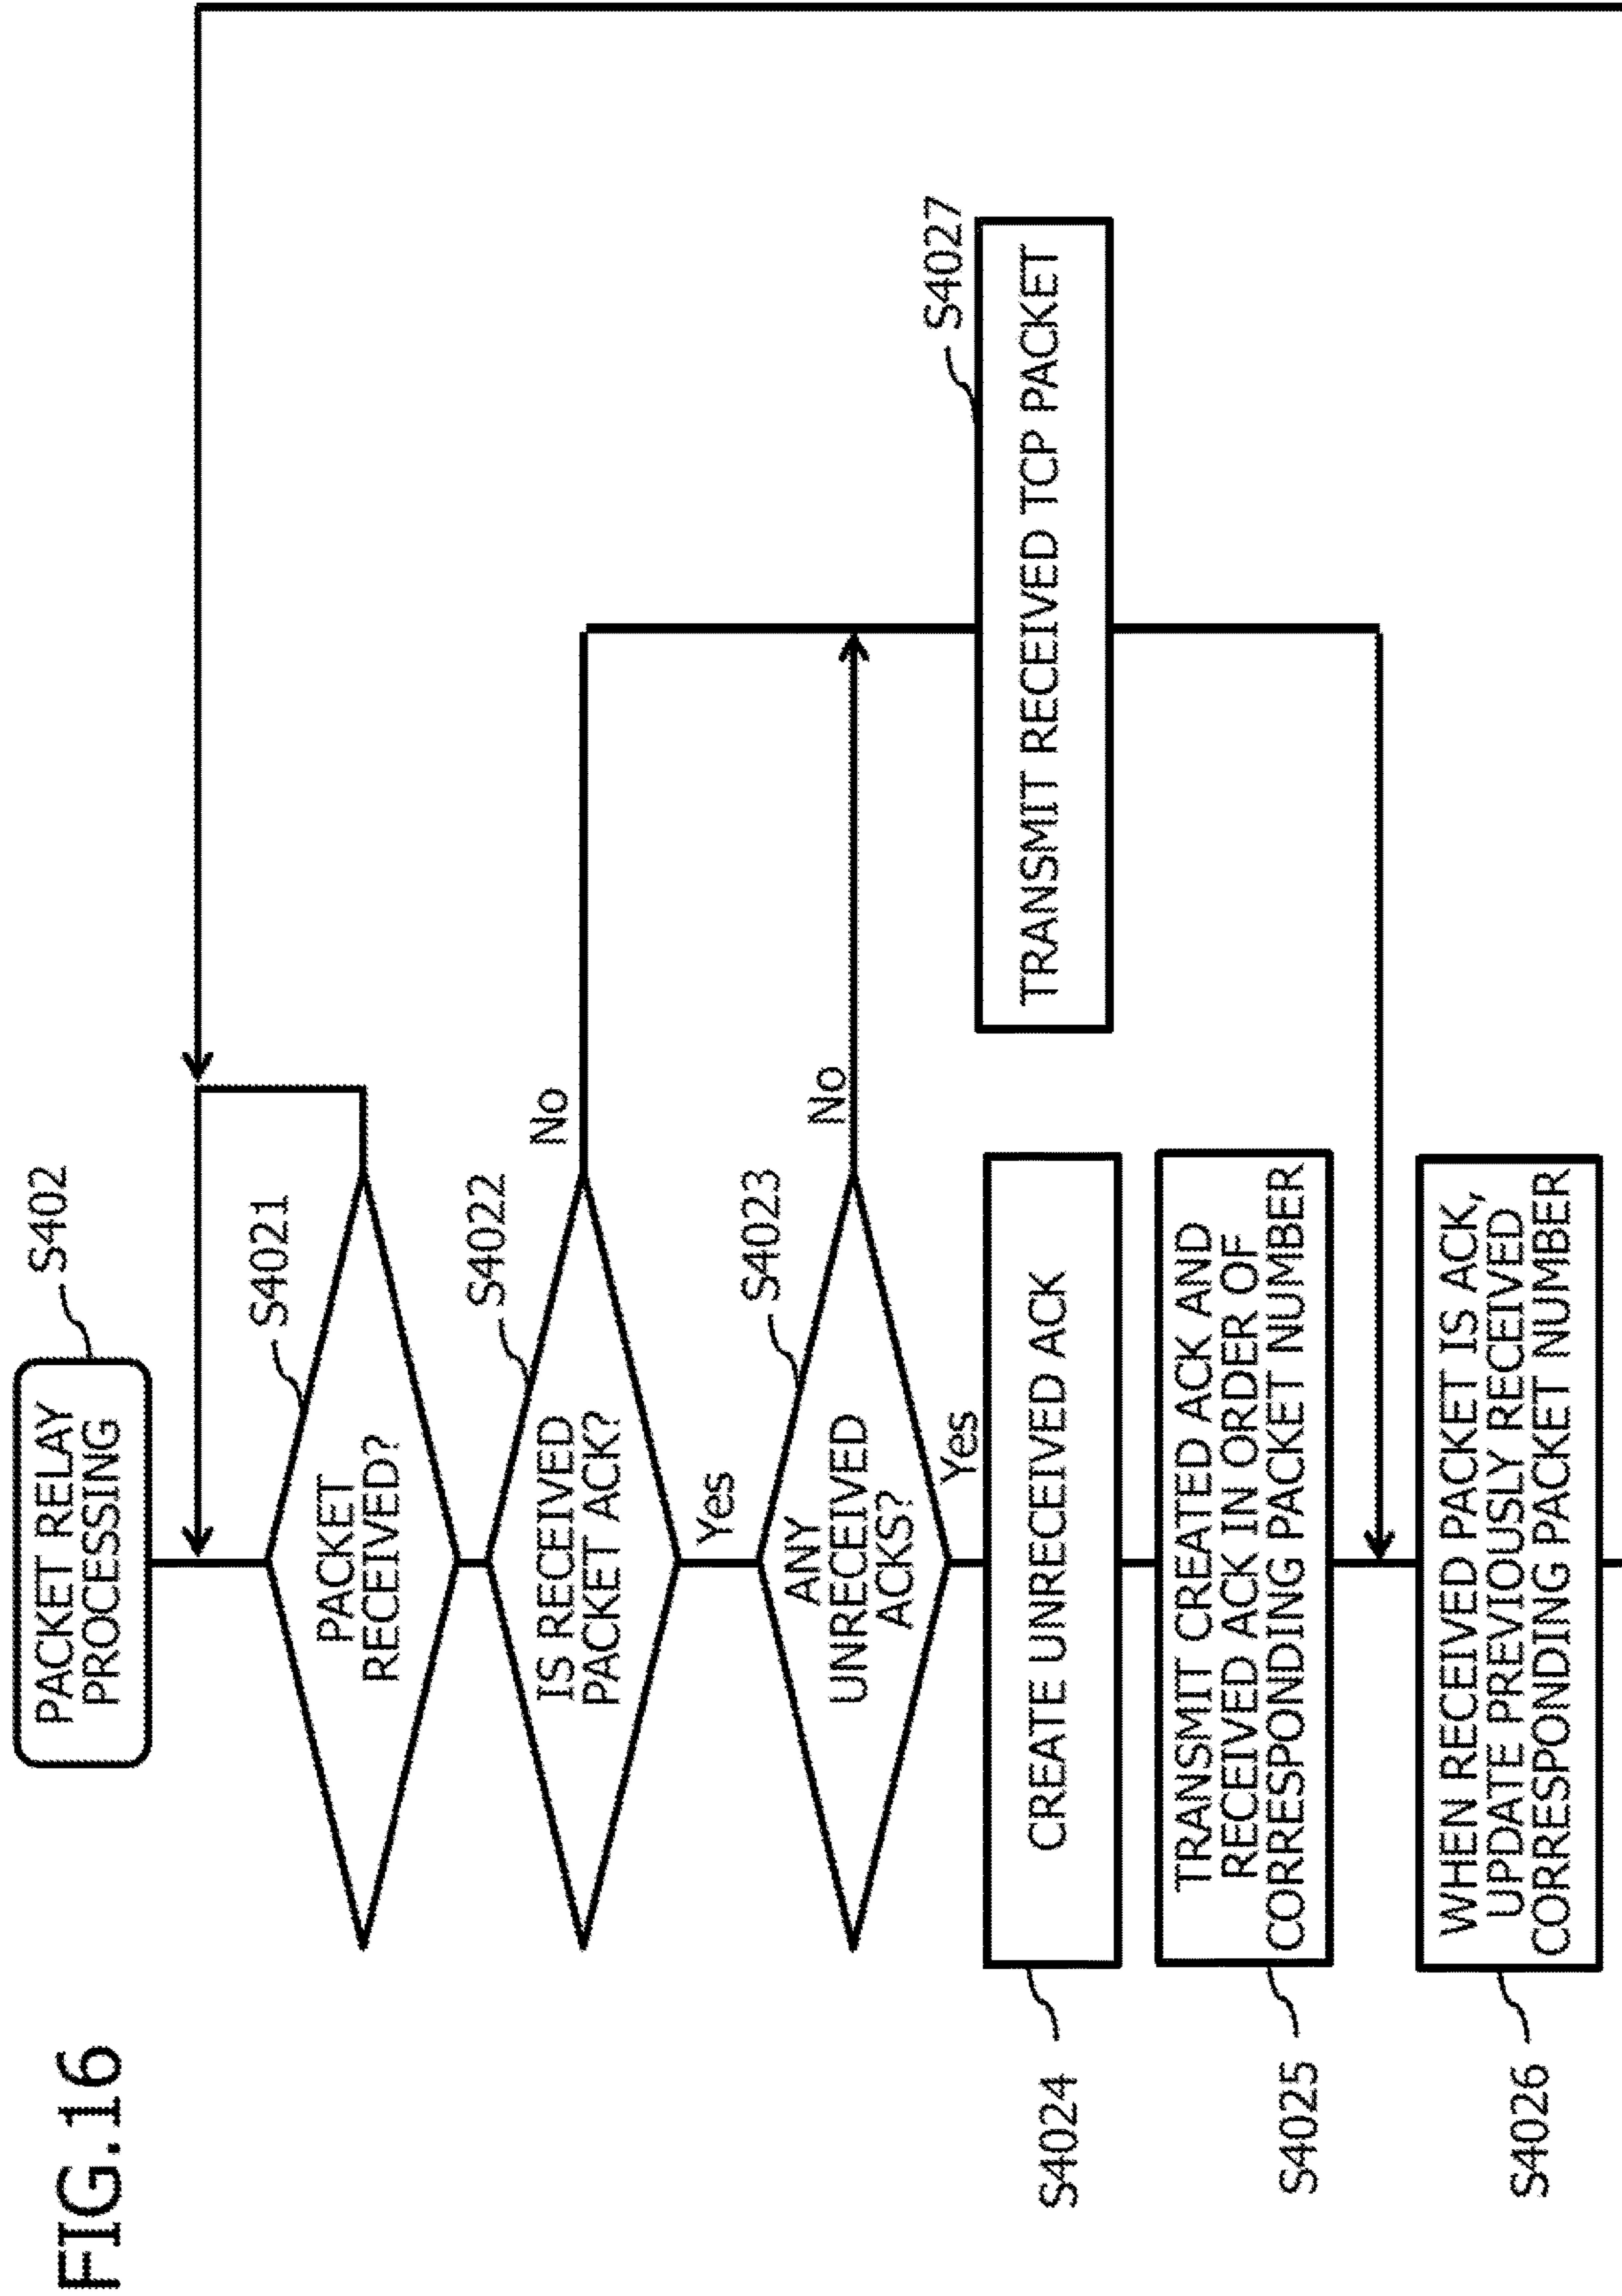 FIG.16
PACKET RELAY
PROCESSING
S402
PACKET
RECEIVED?
S4021
IS RECEIVED
PACKET ACK?
S4022
No
Yes
ANY
UNRECEIVED
ACKS?
S4023
No
Yes
CREATE UNRECEIVED ACK
S4024
TRANSMIT RECEIVED TCP PACKET
S4027
TRANSMIT CREATED ACK AND
RECEIVED ACK IN ORDER OF
CORRESPONDING PACKET NUMBER
S4025
WHEN RECEIVED PACKET IS ACK,
UPDATE PREVIOUSLY RECEIVED
CORRESPONDING PACKET NUMBER
S4026